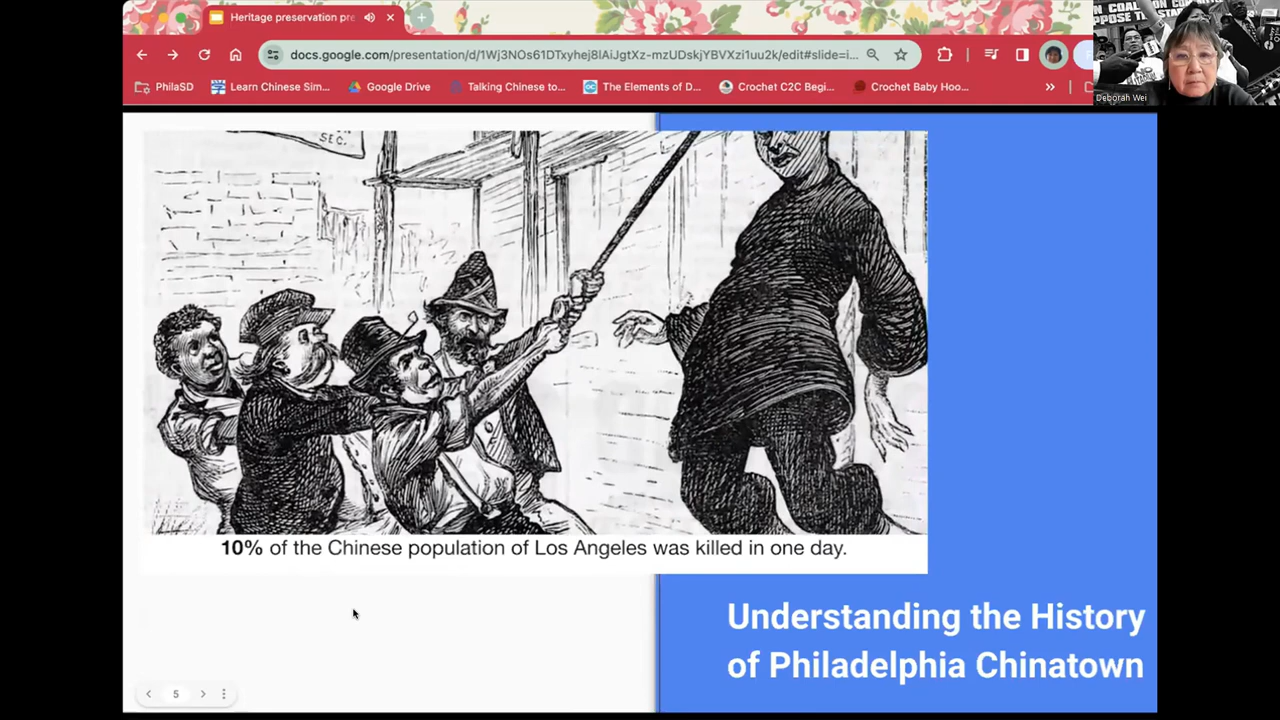 Heritage preservation pre
docs.google.com/presentation/d/1Wj3NOs61DTxyhej8IAiJgtXz-mzUDskjYBVXzi1uu2k/edit#slide=i...
PhilaSD
Learn Chinese Sim...
Google Drive
Talking Chinese to...
The Elements of D...
Crochet C2C Begi...
Crochet Baby Hoo...
Deborah Wei
SEC.
10% of the Chinese population of Los Angeles was killed in one day.
Understanding the History
of Philadelphia Chinatown
5